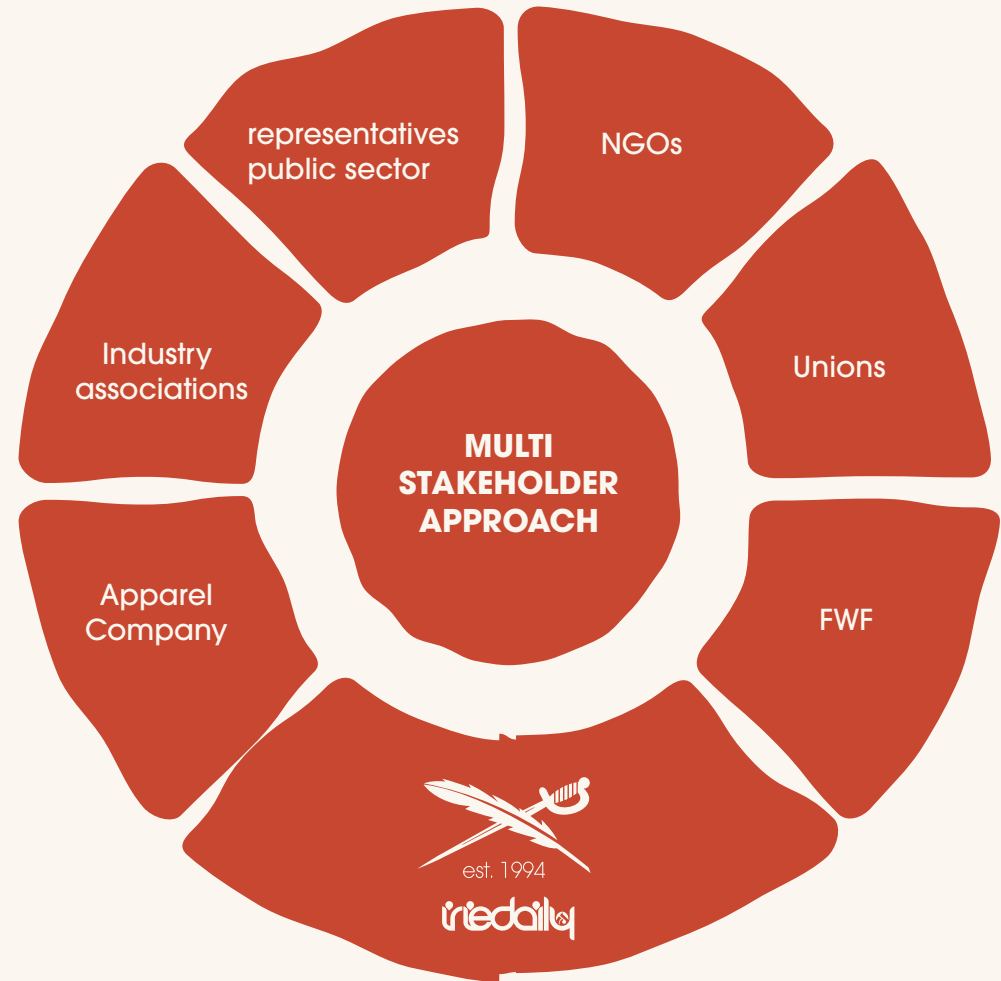 representatives
public sector
NGOs
Industry
associations
Unions
MULTI
STAKEHOLDER
APPROACH
Apparel
Company
FWF
est. 1994
iriedaily